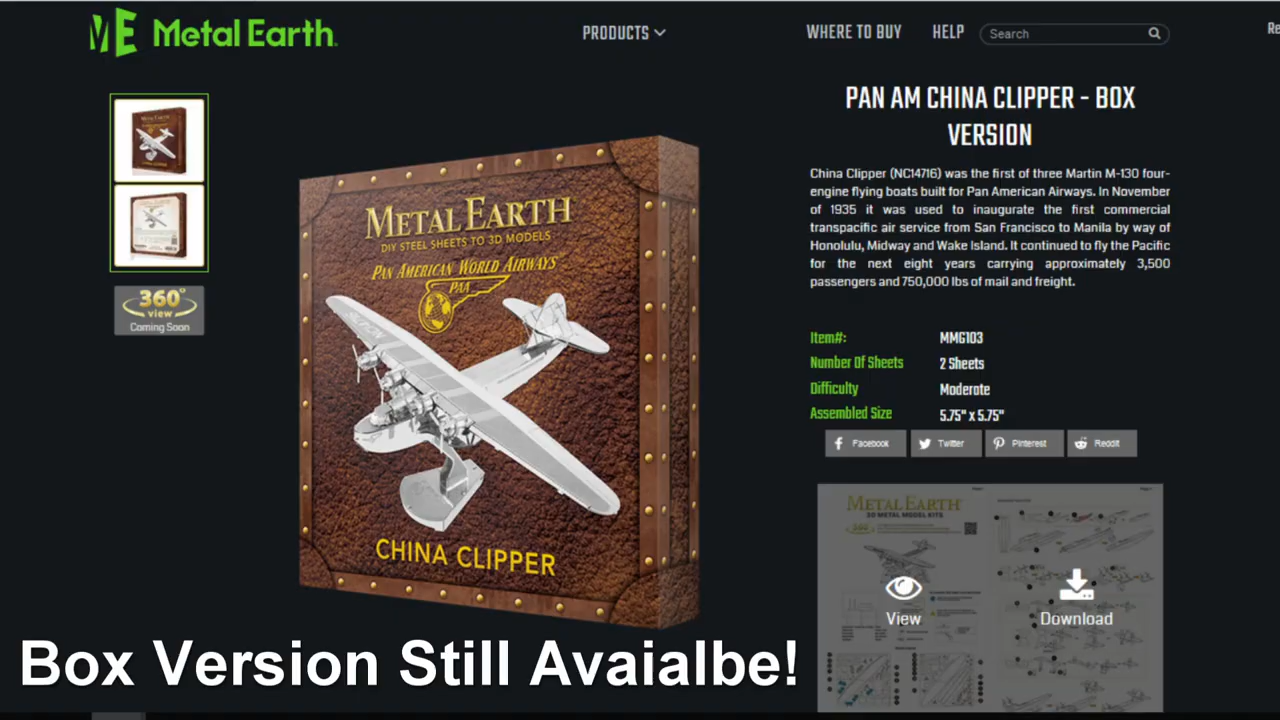 ME Metal Earth
PRODUCTS
WHERE TO BUY
HELP
Search
Re
360°
view
Coming Soon
METAL EARTH
DIY STEEL SHEETS TO 3D MODELS
PAN AMERICAN WORLD AIRWAYS
PAA
CHINA CLIPPER
PAN AM CHINA CLIPPER - BOX
VERSION
China Clipper (NC14716) was the first of three Martin M-130 four-
engine flying boats built for Pan American Airways. In November
of 1935 it was used to inaugurate the first commercial
transpacific air service from San Francisco to Manila by way of
Honolulu, Midway and Wake Island. It continued to fly the Pacific
for the next eight years carrying approximately 3,500
passengers and 750,000 lbs of mail and freight.
Item#: MMG103
Number Of Sheets 2 Sheets
Difficulty Moderate
Assembled Size 5.75" x 5.75"
Facebook
Twitter
Pinterest
Reddit
METAL EARTH
3D METAL MODEL KITS
View
Download
Box Version Still Avaialbe!